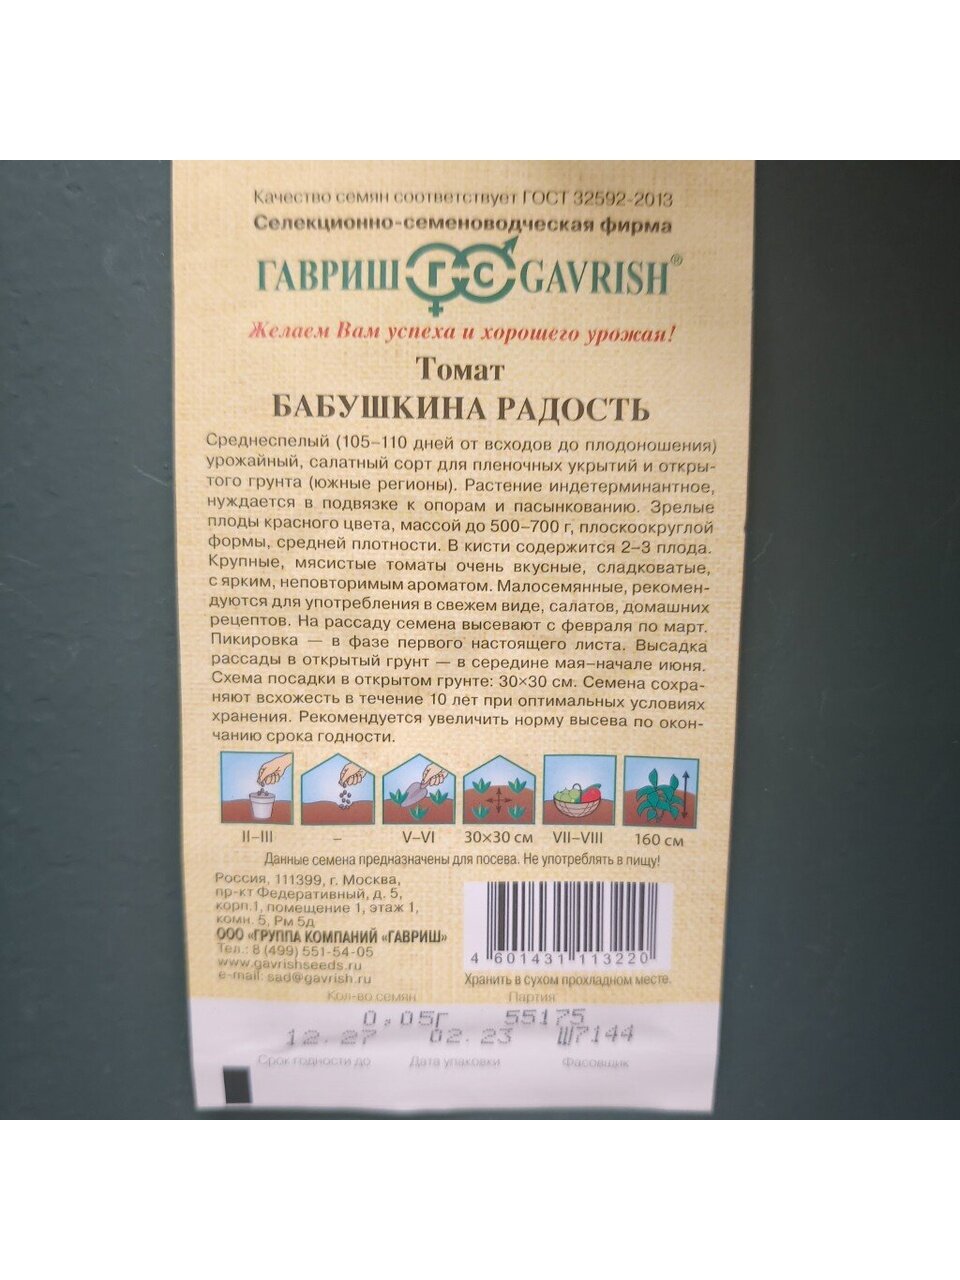 Качество семян соответствует ГОСТ 32592-2013
Селекционно-семеноводческая фирма
ГАВРИШ ГС GAVRISH®
Желаем Вам успеха и хорошего урожая!
Томат
БАБУШКИНА РАДОСТЬ
Среднеспелый (105–110 дней от всходов до плодоношения)
урожайный, салатный сорт для пленочных укрытий и откры-
того грунта (южные регионы). Растение индетерминантное,
нуждается в подвязке к опорам и пасынкованию. Зрелые
плоды красного цвета, массой до 500–700 г, плоскоокруглой
формы, средней плотности. В кисти содержится 2–3 плода.
Крупные, мясистые томаты очень вкусные, сладковатые,
с ярким, неповторимым ароматом. Малосемянные, рекомен-
дуются для употребления в свежем виде, салатов, домашних
рецептов. На рассаду семена высевают с февраля по март.
Пикировка — в фазе первого настоящего листа. Высадка
рассады в открытый грунт — в середине мая–начале июня.
Схема посадки в открытом грунте: 30×30 см. Семена сохра-
няют всхожесть в течение 10 лет при оптимальных условиях
хранения. Рекомендуется увеличить норму высева по окон-
чанию срока годности.
II–III – V–VI 30×30 см VII–VIII 160 см
Данные семена предназначены для посева. Не употреблять в пищу!
Россия, 111399, г. Москва,
пр-кт Федеративный, д. 5,
корп.1, помещение 1, этаж 1,
комн. 5, Рм 5д
ООО «ГРУППА КОМПАНИЙ «ГАВРИШ»
Тел.: 8 (499) 551-54-05
www.gavrishseeds.ru
e-mail: sad@gavrish.ru
4 601431 113220
Хранить в сухом прохладном месте.
Кол-во семян Партия
0,05г 55175
12.27 02.23 Ш7144
Срок годности до Дата упаковки Фасовщик